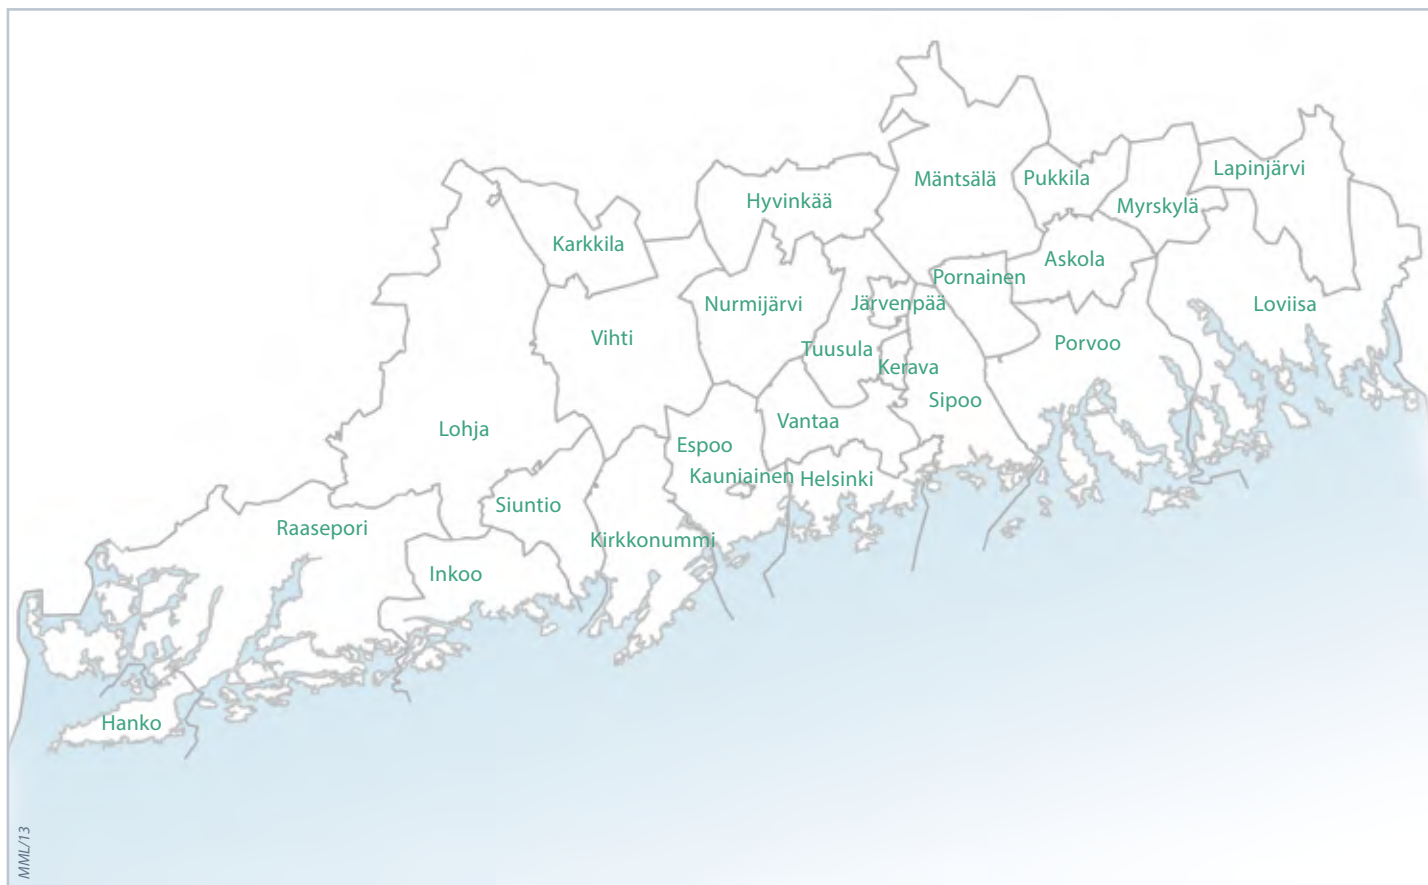 Lapinjärvi
Mäntsälä
Pukkila
Hyvinkää
Myrskylä
Karkkila
Askola
Pornainen
Nurmijärvi
Järvenpää
Loviisa
Vihti
Tuusula
Porvoo
Kerava
Sipoo
Vantaa
Lohja
Espoo
Kauniainen
Helsinki
Siuntio
Raasepori
Kirkkonummi
Inkoo
Hanko
MML/13